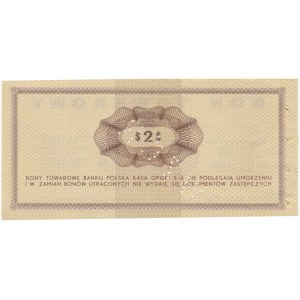 $2
BONY TOWAROWE BANKU POLSKA KASA OPIEKI S A NIE PODLEGAJĄ UMORZENIU
I W ZAMIAN BONÓW UTRACONYCH NIE WYDAJE SIĘ DOKUMENTÓW ZASTĘPCZYCH